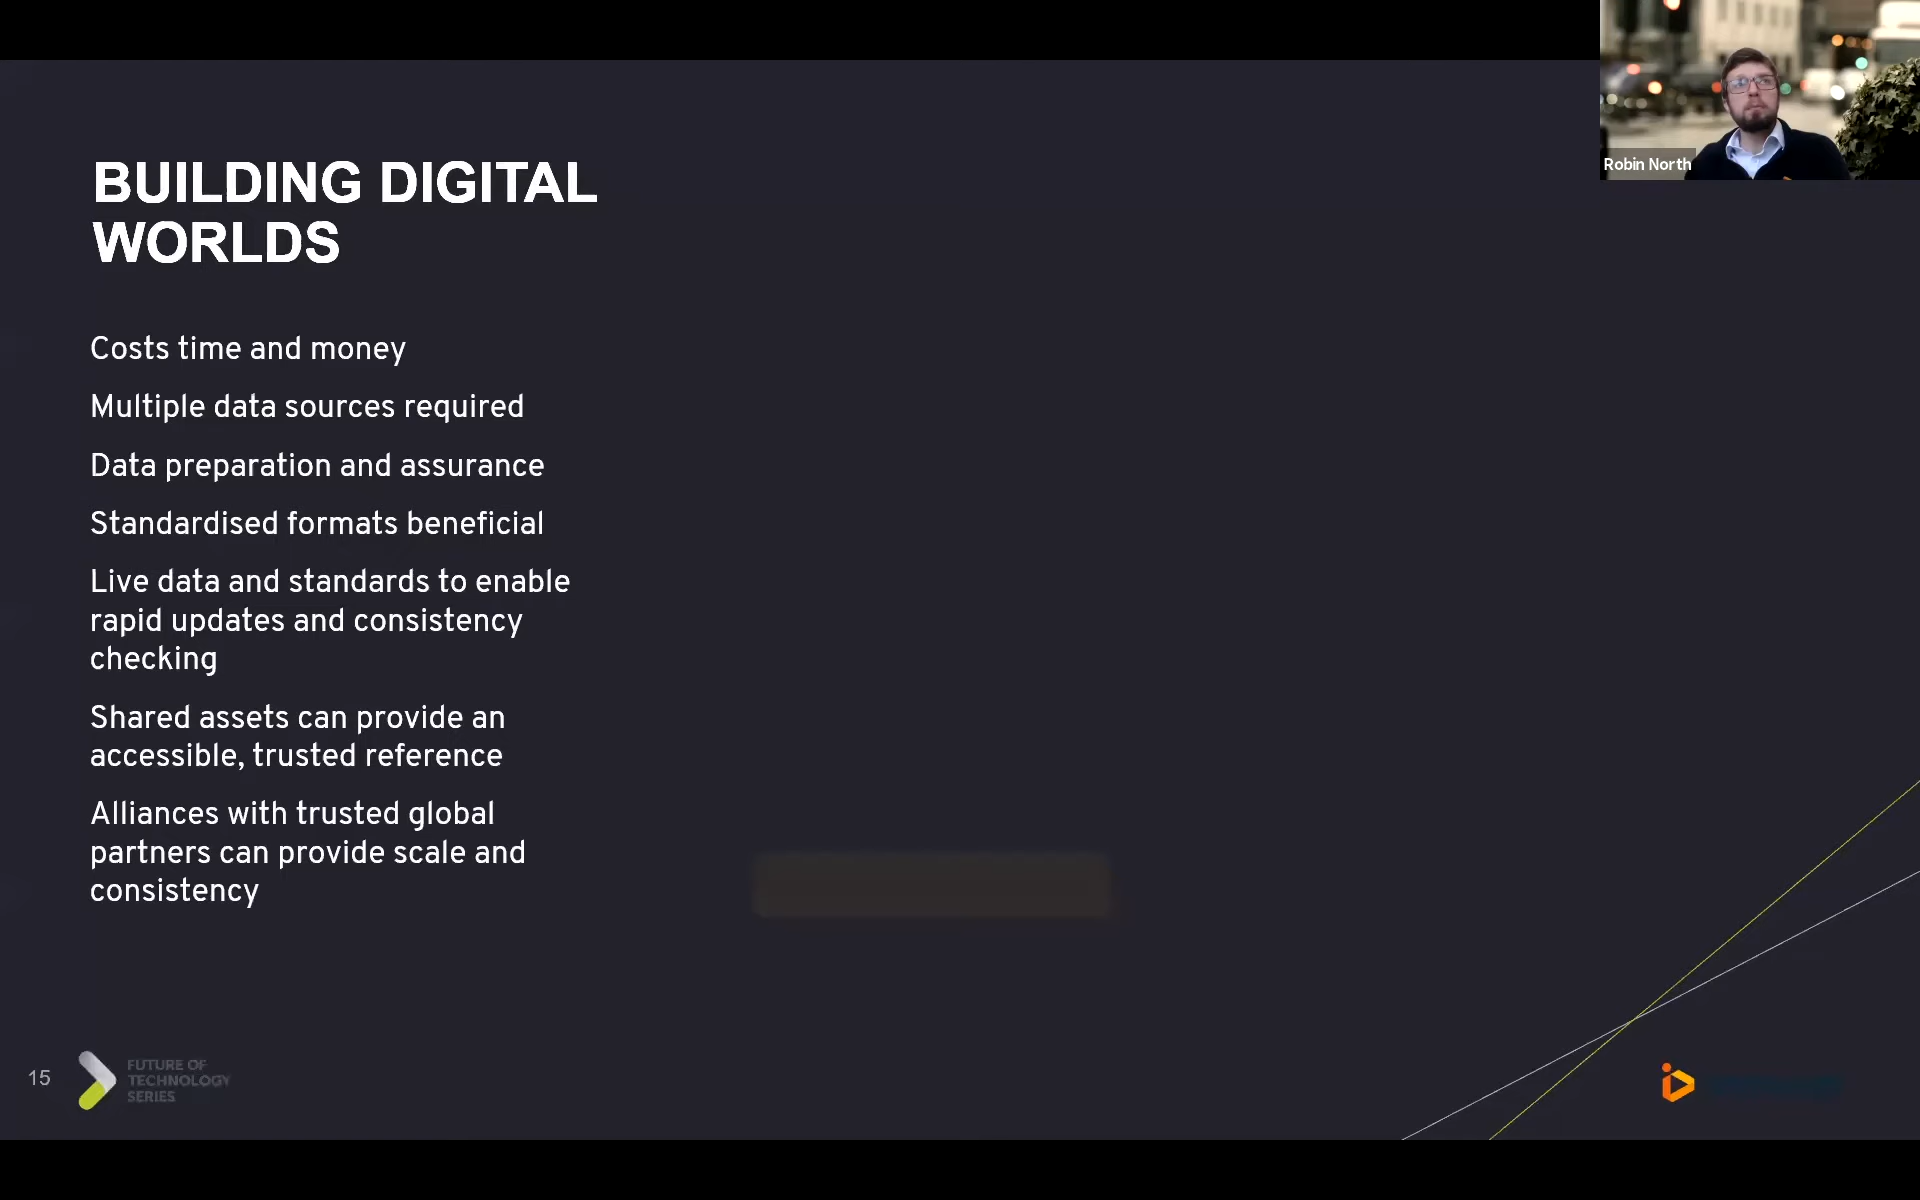 Robin North
BUILDING DIGITAL
WORLDS
Costs time and money
Multiple data sources required
Data preparation and assurance
Standardised formats beneficial
Live data and standards to enable
rapid updates and consistency
checking
Shared assets can provide an
accessible, trusted reference
Alliances with trusted global
partners can provide scale and
consistency
15
FUTURE OF
TECHNOLOGY
SERIES